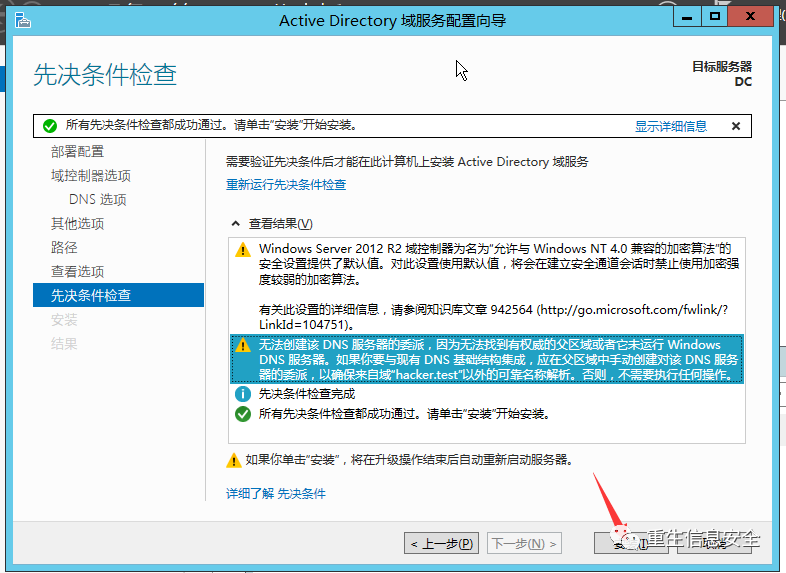 Active Directory 域服务配置向导
先决条件检查
目标服务器
DC
所有先决条件检查都成功通过。请单击"安装"开始安装。
显示详细信息
部署配置
域控制器选项
DNS 选项
其他选项
路径
查看选项
先决条件检查
安装
结果
需要验证先决条件后才能在此计算机上安装 Active Directory 域服务
重新运行先决条件检查
查看结果(V)
Windows Server 2012 R2 域控制器为名为"允许与 Windows NT 4.0 兼容的加密算法"的
安全设置提供了默认值。对此设置使用默认值，将会在建立安全通道会话时禁止使用加密强
度较弱的加密算法。
有关此设置的详细信息，请参阅知识库文章 942564 (http://go.microsoft.com/fwlink/?
LinkId=104751)。
无法创建该 DNS 服务器的委派，因为无法找到有权威的父区域或者它未运行 Windows
DNS 服务器。如果你要与现有 DNS 基础结构集成，应在父区域中手动创建对该 DNS 服务
器的委派，以确保来自域"hacker.test"以外的可靠名称解析。否则，不需要执行任何操作。
先决条件检查完成
所有先决条件检查都成功通过。请单击"安装"开始安装。
如果你单击"安装"，将在升级操作结束后自动重新启动服务器。
详细了解 先决条件
< 上一步(P)
下一步(N) >
重生信息安全